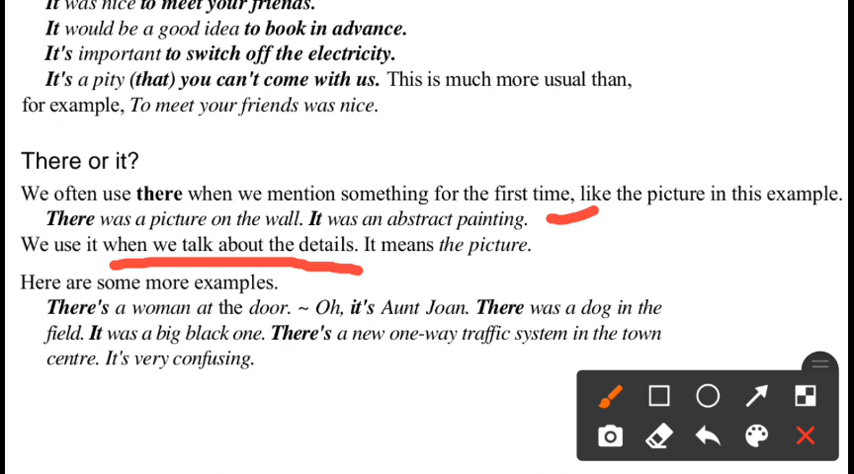 It was nice to meet your friends.
It would be a good idea to book in advance.
It's important to switch off the electricity.
It's a pity (that) you can't come with us. This is much more usual than,
for example, To meet your friends was nice.
There or it?
We often use there when we mention something for the first time, like the picture in this example.
There was a picture on the wall. It was an abstract painting.
We use it when we talk about the details. It means the picture.
Here are some more examples.
There's a woman at the door. ~ Oh, it's Aunt Joan. There was a dog in the
field. It was a big black one. There's a new one-way traffic system in the town
centre. It's very confusing.